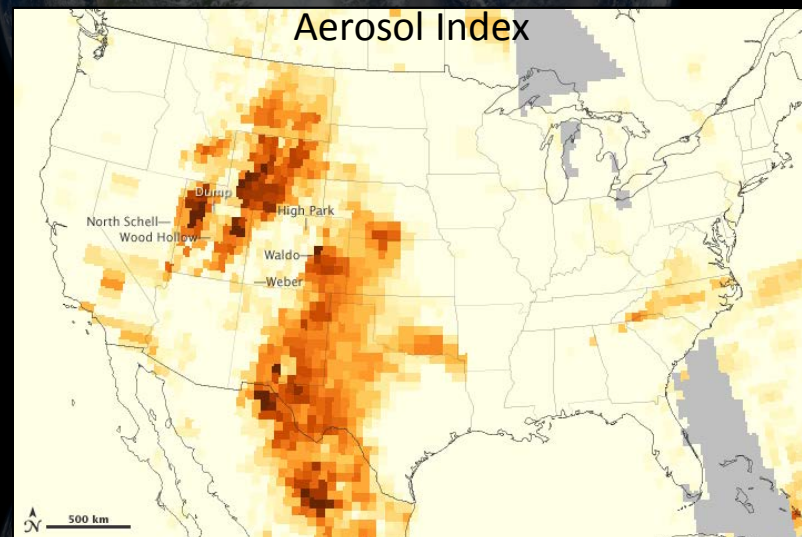 Aerosol Index
Dump
North Schell
High Park
Wood Hollow
Waldo
Weber
N
500 km